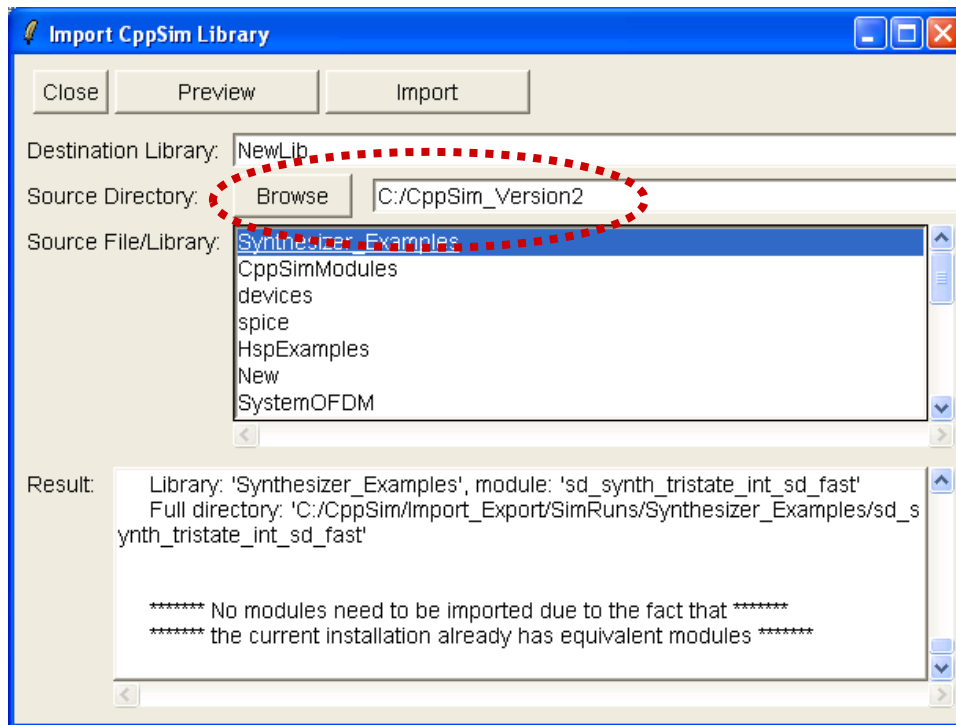 Import CppSim Library
Close Preview Import
Destination Library: NewLib
Source Directory: Browse C:/CppSim_Version2
Source File/Library: Synthesizer_Examples
CppSimModules
devices
spice
HspExamples
New
SystemOFDM
Result: Library: 'Synthesizer_Examples', module: 'sd_synth_tristate_int_sd_fast'
Full directory: 'C:/CppSim/Import_Export/SimRuns/Synthesizer_Examples/sd_s
ynth_tristate_int_sd_fast'
******* No modules need to be imported due to the fact that *******
******* the current installation already has equivalent modules *******